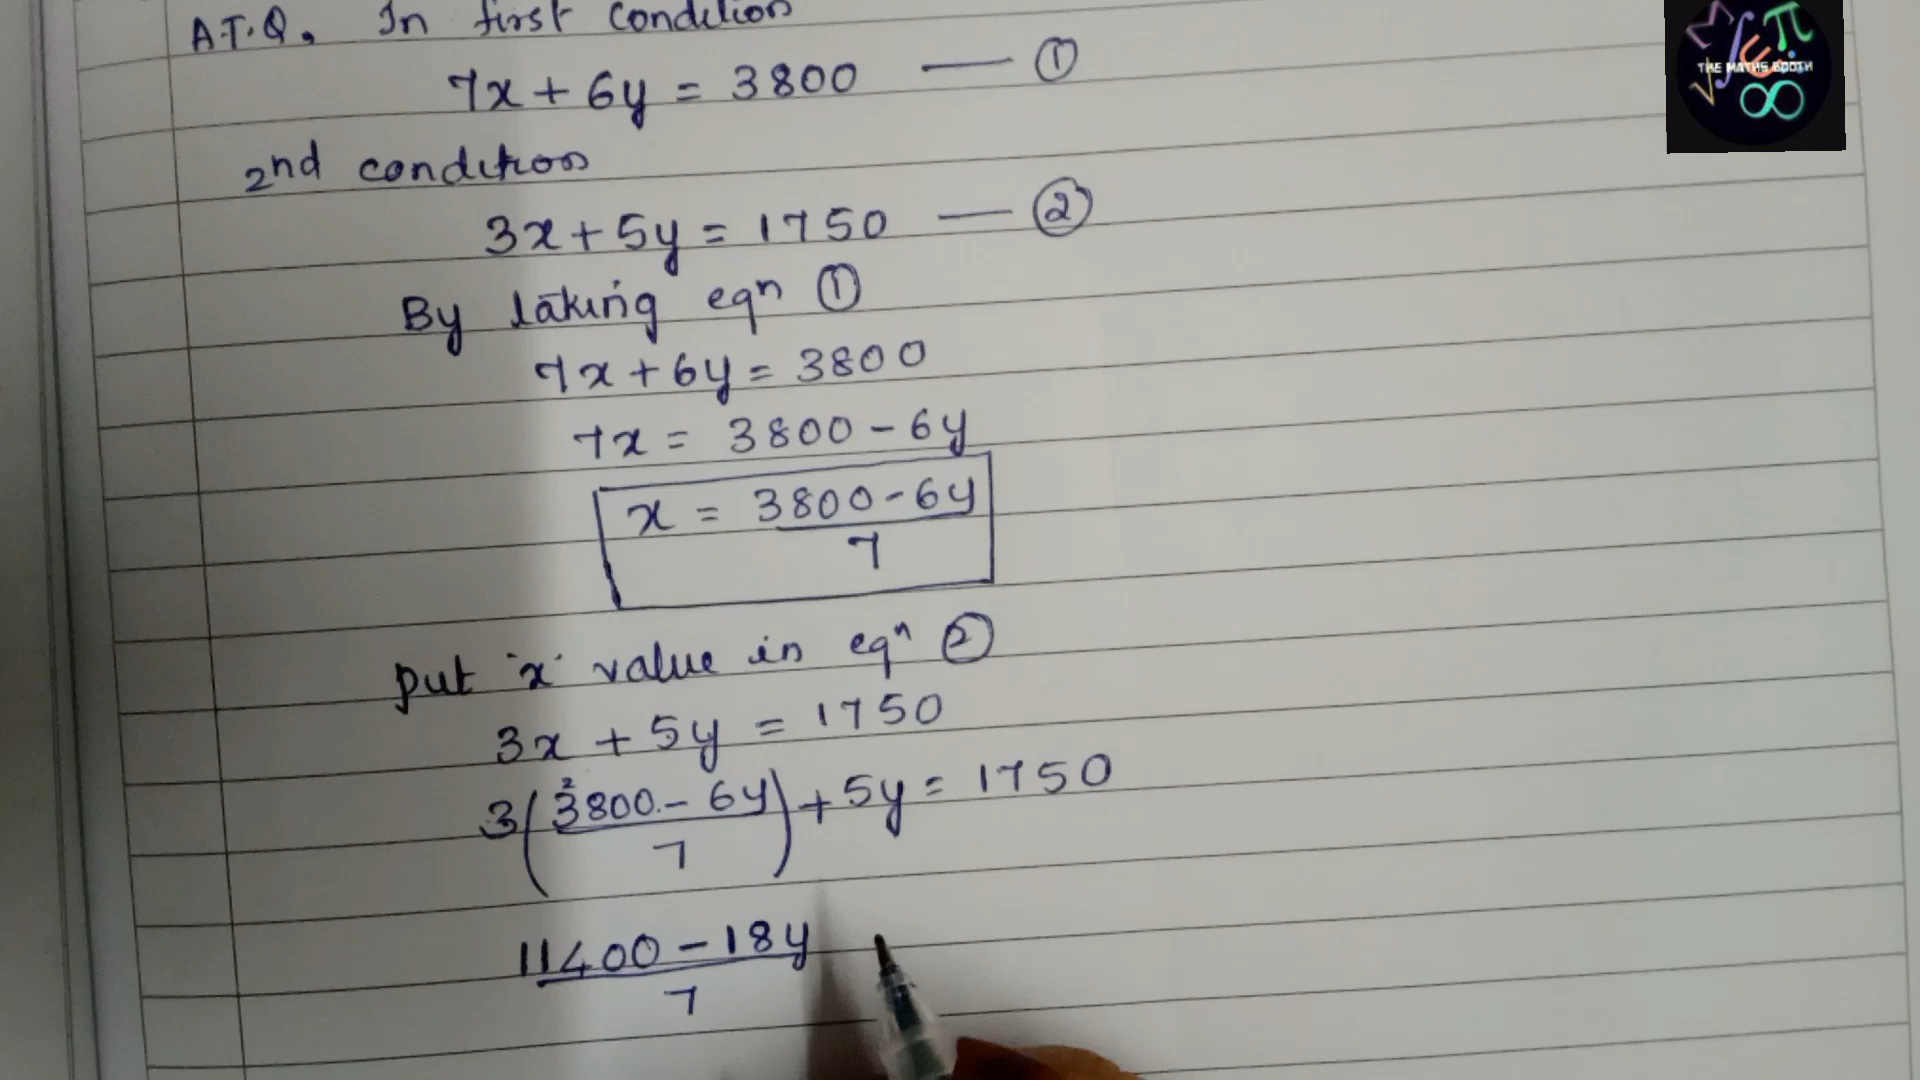 A.T.Q. In first condition
7x + 6y = 3800 — ①
2nd condition
3x + 5y = 1750 — ②
By taking eqn ①
7x + 6y = 3800
7x = 3800 - 6y
x = 3800 - 6y
7
put 'x' value in eqn ②
3x + 5y = 1750
3(3800 - 6y) + 5y = 1750
7
11400 - 18y
7
THE MATHS BOOTH